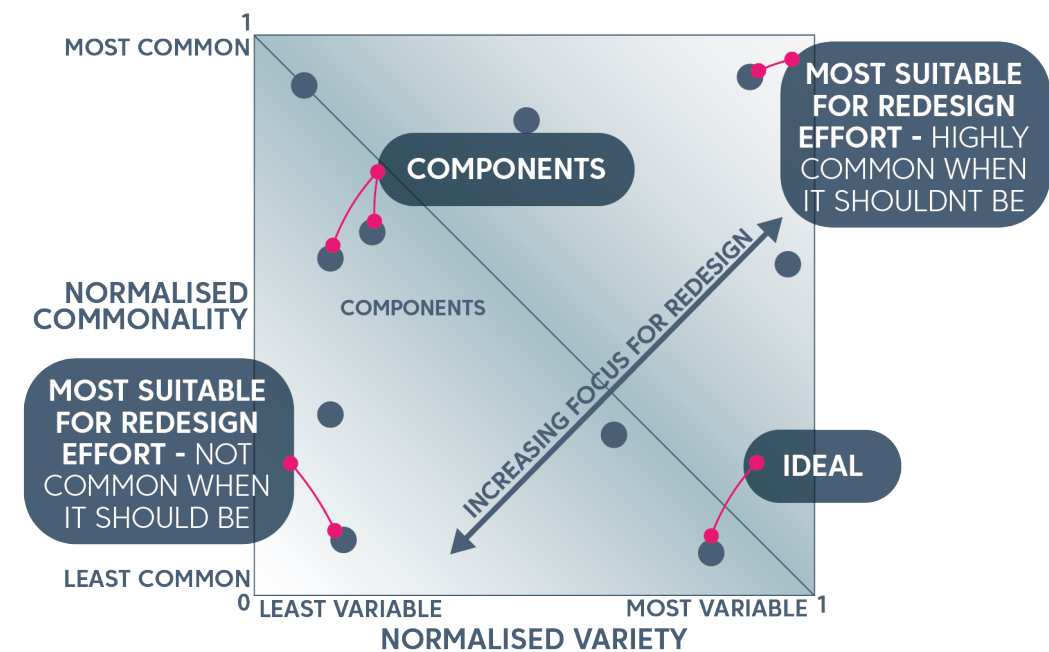 1
MOST COMMON
MOST SUITABLE
FOR REDESIGN
EFFORT - HIGHLY
COMMON WHEN
IT SHOULDNT BE
COMPONENTS
INCREASING FOCUS FOR REDESIGN
NORMALISED
COMMONALITY
COMPONENTS
MOST SUITABLE
FOR REDESIGN
EFFORT - NOT
COMMON WHEN
IT SHOULD BE
IDEAL
LEAST COMMON
0
LEAST VARIABLE
MOST VARIABLE
1
NORMALISED VARIETY